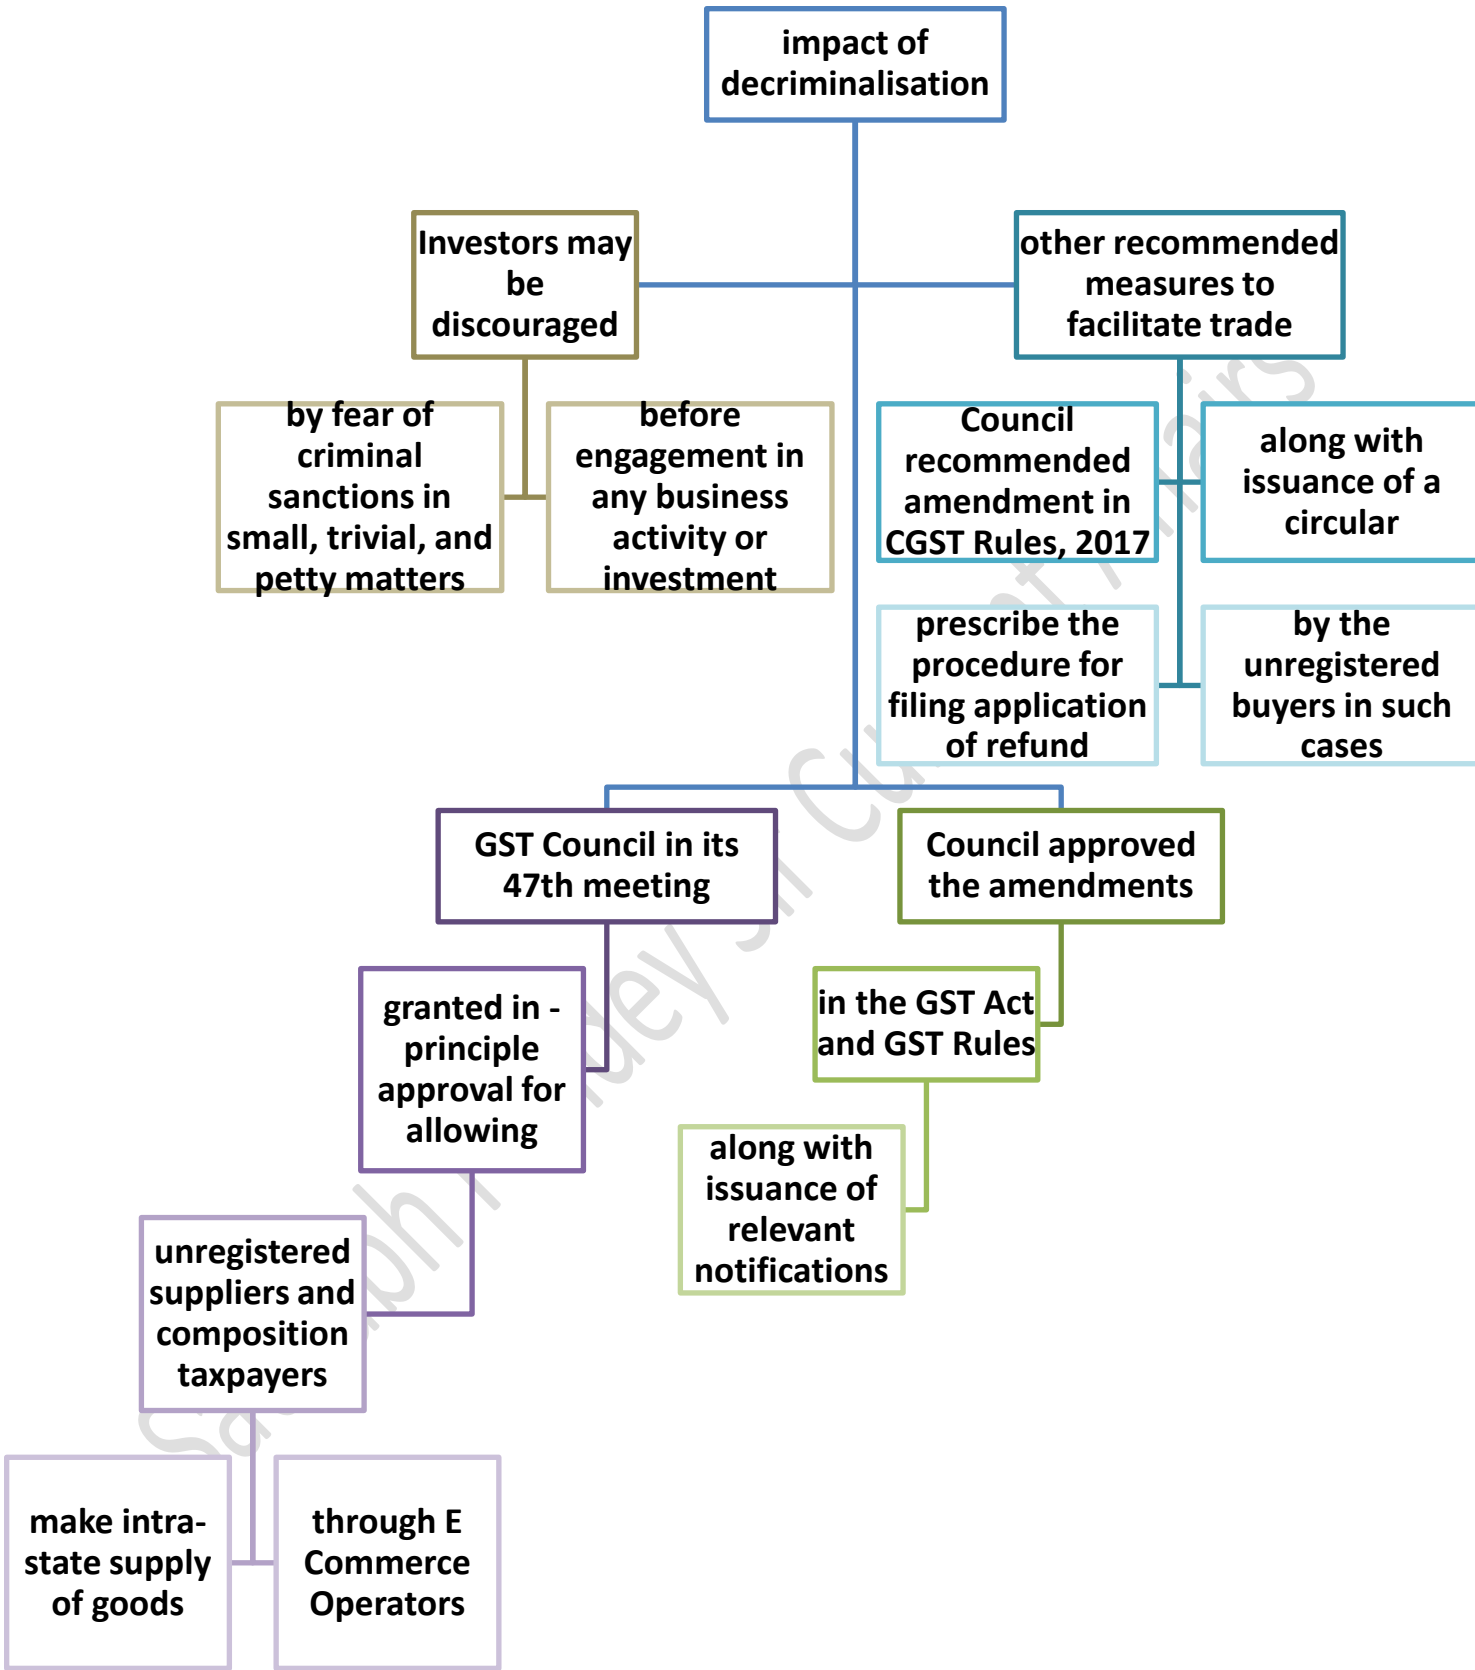 impact of
decriminalisation
Investors may
be
discouraged
other recommended
measures to
facilitate trade
by fear of
criminal
sanctions in
small, trivial, and
petty matters
before
engagement in
any business
activity or
investment
Council
recommended
amendment in
CGST Rules, 2017
along with
issuance of a
circular
prescribe the
procedure for
filing application
of refund
by the
unregistered
buyers in such
cases
GST Council in its
47th meeting
Council approved
the amendments
granted in -
principle
approval for
allowing
in the GST Act
and GST Rules
along with
issuance of
relevant
notifications
unregistered
suppliers and
composition
taxpayers
make intra-
state supply
of goods
through E
Commerce
Operators